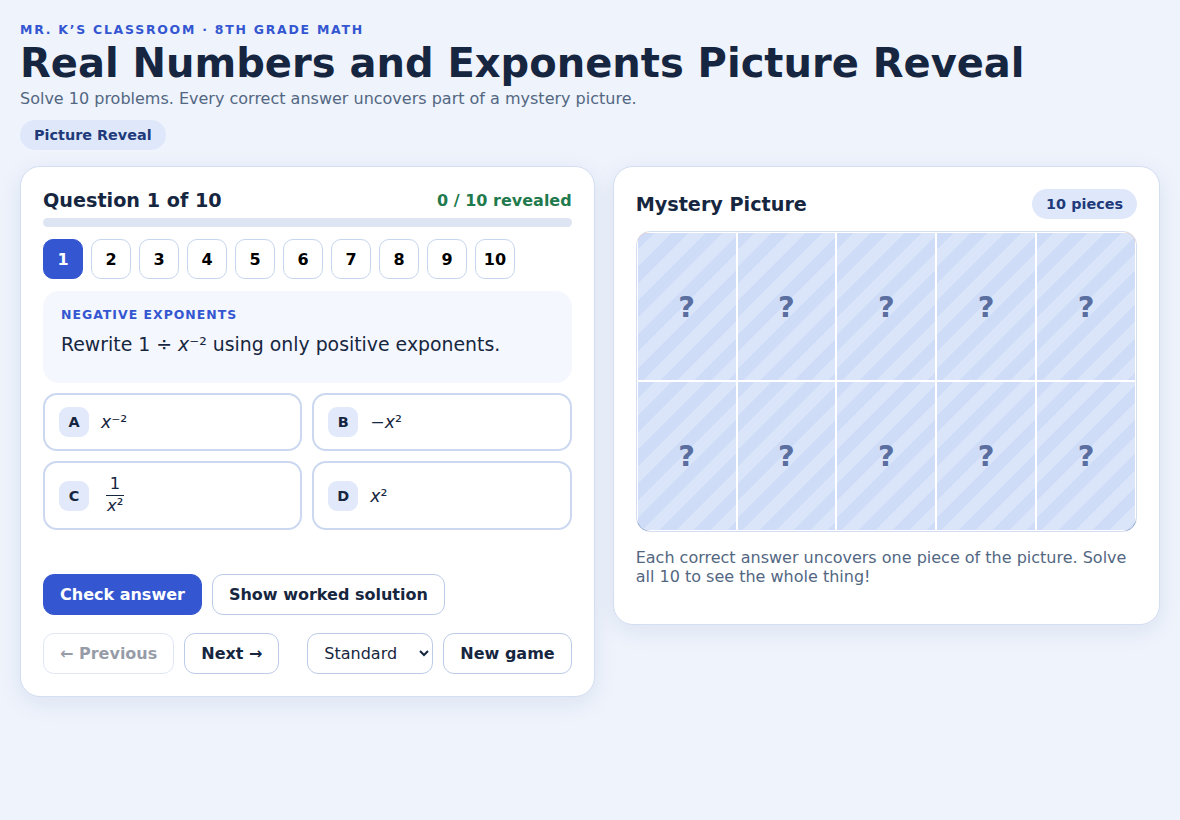 MR. K’S CLASSROOM · 8TH GRADE MATH
Real Numbers and Exponents Picture Reveal
Solve 10 problems. Every correct answer uncovers part of a mystery picture.
Picture Reveal
Question 1 of 10
0 / 10 revealed
1 2 3 4 5 6 7 8 9 10
NEGATIVE EXPONENTS
Rewrite 1 ÷ x⁻² using only positive exponents.
A x⁻²
B −x²
C 1/x²
D x²
Check answer
Show worked solution
← Previous
Next →
Standard
New game
Mystery Picture
10 pieces
? ? ? ? ?
? ? ? ? ?
Each correct answer uncovers one piece of the picture. Solve
all 10 to see the whole thing!